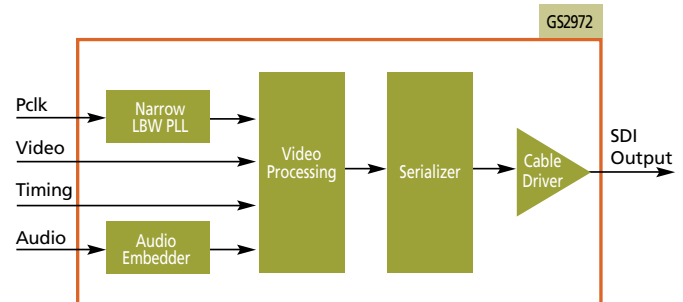 GS2972
Pclk
Narrow
LBW PLL
Video
Timing
Audio
Audio
Embedder
Video
Processing
Serializer
Cable
Driver
SDI
Output